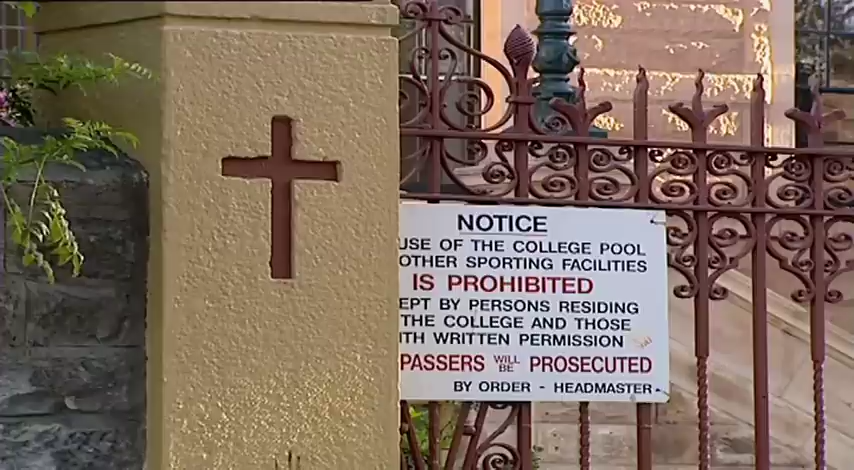 NOTICE
USE OF THE COLLEGE POOL
OTHER SPORTING FACILITIES
IS PROHIBITED
EPT BY PERSONS RESIDING
THE COLLEGE AND THOSE
ITH WRITTEN PERMISSION
PASSERS WILL BE PROSECUTED
BY ORDER - HEADMASTER